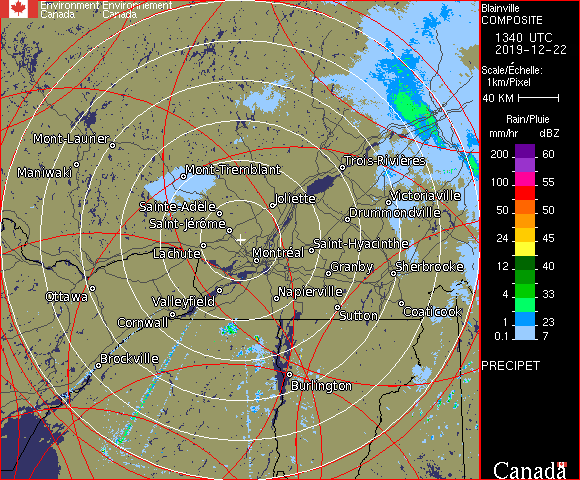 Environment Environnement
Canada Canada
Blainville
COMPOSITE
1340 UTC
2019-12-22
Scale/Échelle:
1km/Pixel
40 KM
Rain/Pluie
mm/hr dBZ
200 60
100 55
50 50
24 45
12 40
4 33
1 23
0.1 7
PRECIPET
Canada
Mont-Laurier
Maniwaki
Mont-Tremblant
Trois-Rivières
Sainte-Adele
Joliette
Victoriaville
Saint-Jérôme
Drummondville
Lachute
Montréal
Saint-Hyacinthe
Granby
Sherbrooke
Ottawa
Valleyfield
Napierville
Cornwall
Sutton
Coaticook
Brockville
Burlington